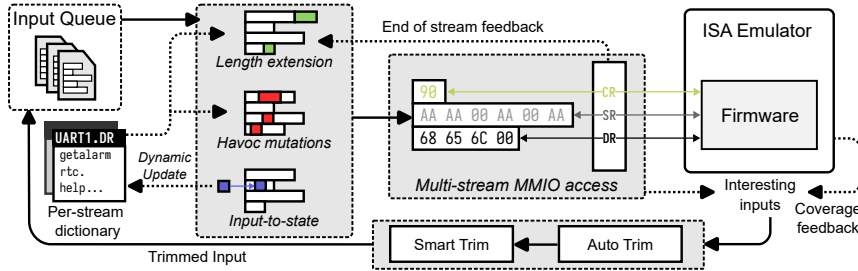 Input Queue
UART1.DR
getalarm
rtc.
help...
Per-stream
dictionary
Dynamic
Update
Length extension
Havoc mutations
Input-to-state
End of stream feedback
90
AA AA 00 AA 00 AA
68 65 6C 00
CR
SR
DR
Multi-stream MMIO access
ISA Emulator
Firmware
Interesting
inputs
Coverage
feedback
Trimmed Input
Smart Trim
Auto Trim